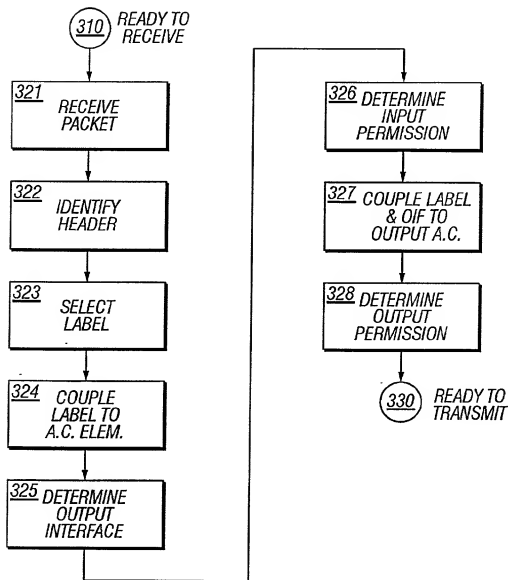 310 READY TO
RECEIVE
321
RECEIVE
PACKET
322
IDENTIFY
HEADER
323
SELECT
LABEL
324
COUPLE
LABEL TO
A.C. ELEM.
325 DETERMINE
OUTPUT
INTERFACE
326 DETERMINE
INPUT
PERMISSION
327 COUPLE LABEL
& OIF TO
OUTPUT A.C.
328 DETERMINE
OUTPUT
PERMISSION
330 READY TO
TRANSMIT